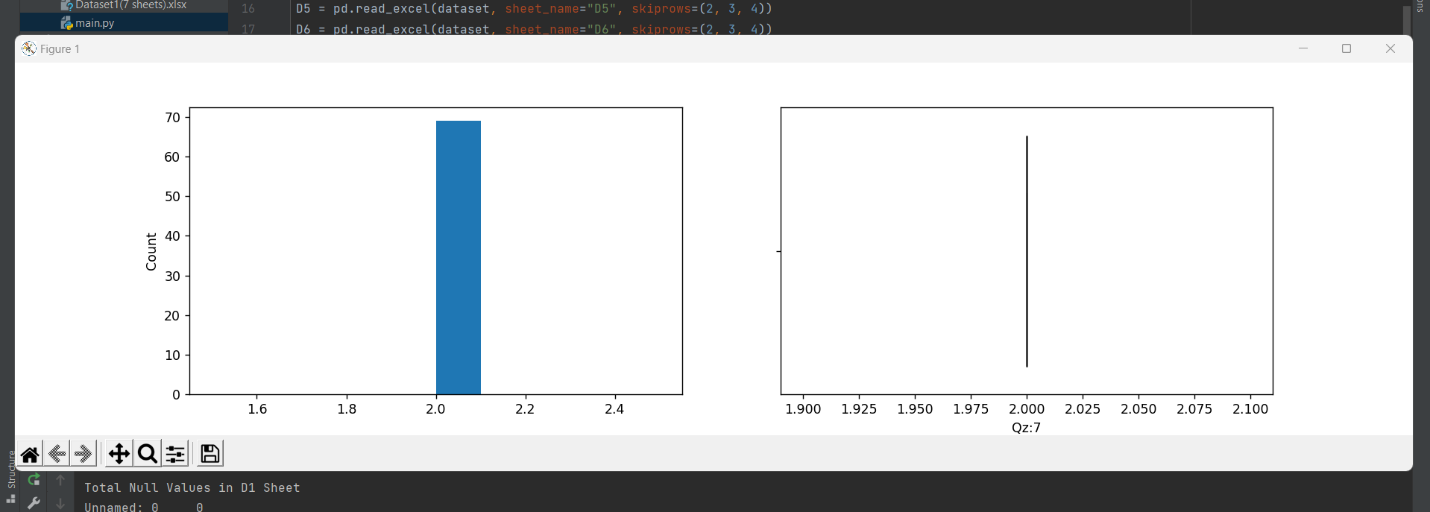 Dataset1(7 sheets).xlsx
main.py
16 D5 = pd.read_excel(dataset, sheet_name="D5", skiprows=(2, 3, 4))
17 D6 = pd.read_excel(dataset, sheet_name="D6", skiprows=(2, 3, 4))
ons
Figure 1
70
60
50
40
30
20
10
0
Count
1.6 1.8 2.0 2.2 2.4
1.900 1.925 1.950 1.975 2.000 2.025 2.050 2.075 2.100
Qz:7
Structure
Total Null Values in D1 Sheet
Unnamed: 0 0